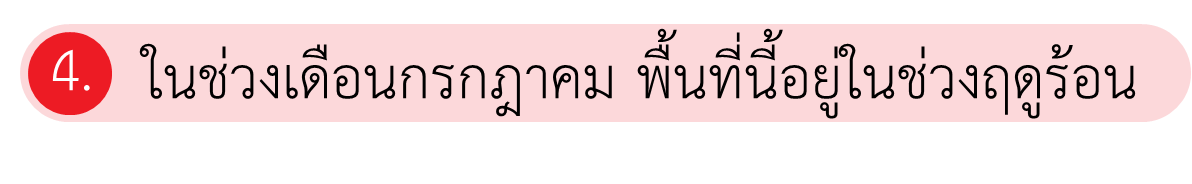 4. ในช่วงเดือนกรกฎาคม พื้นที่นี้อยู่ในช่วงฤดูร้อน